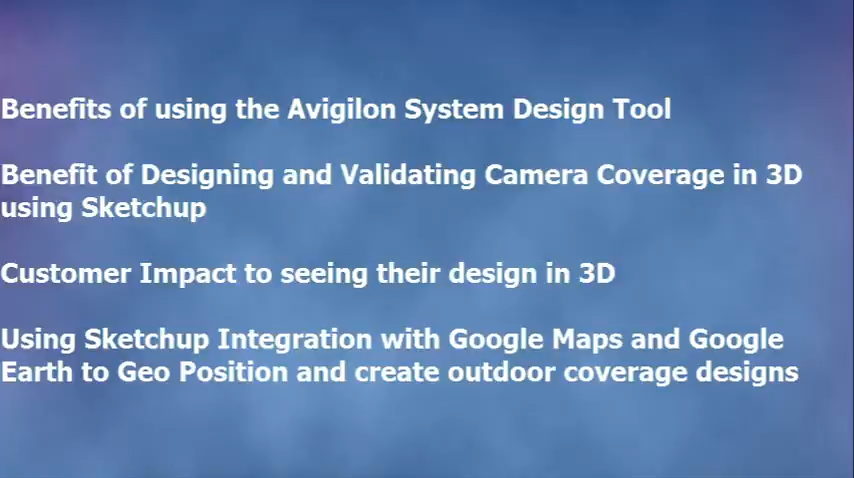 Benefits of using the Avigilon System Design Tool
Benefit of Designing and Validating Camera Coverage in 3D
using Sketchup
Customer Impact to seeing their design in 3D
Using Sketchup Integration with Google Maps and Google
Earth to Geo Position and create outdoor coverage designs